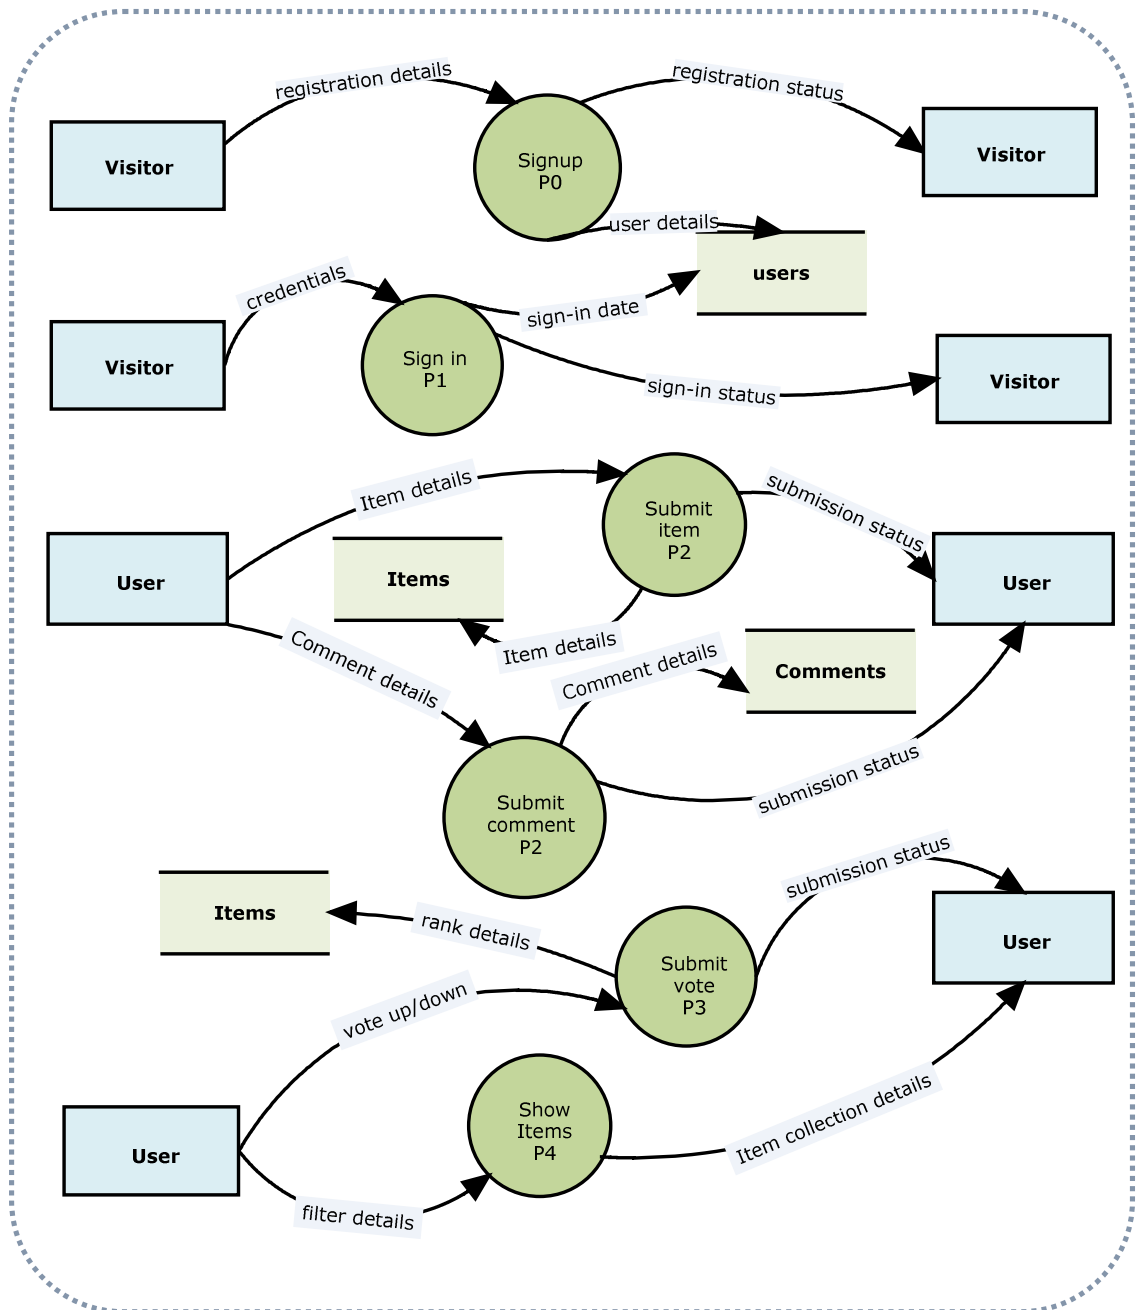 registration details
registration status
Visitor
Signup
P0
Visitor
user details
users
credentials
sign-in date
Visitor
Sign in
P1
sign-in status
Visitor
Item details
submission status
Submit
item
P2
User
Items
User
Item details
Comment details
Comment details
Comments
submission status
Submit
comment
P2
submission status
Items
rank details
User
Submit
vote
P3
vote up/down
Show
Items
P4
Item collection details
User
filter details